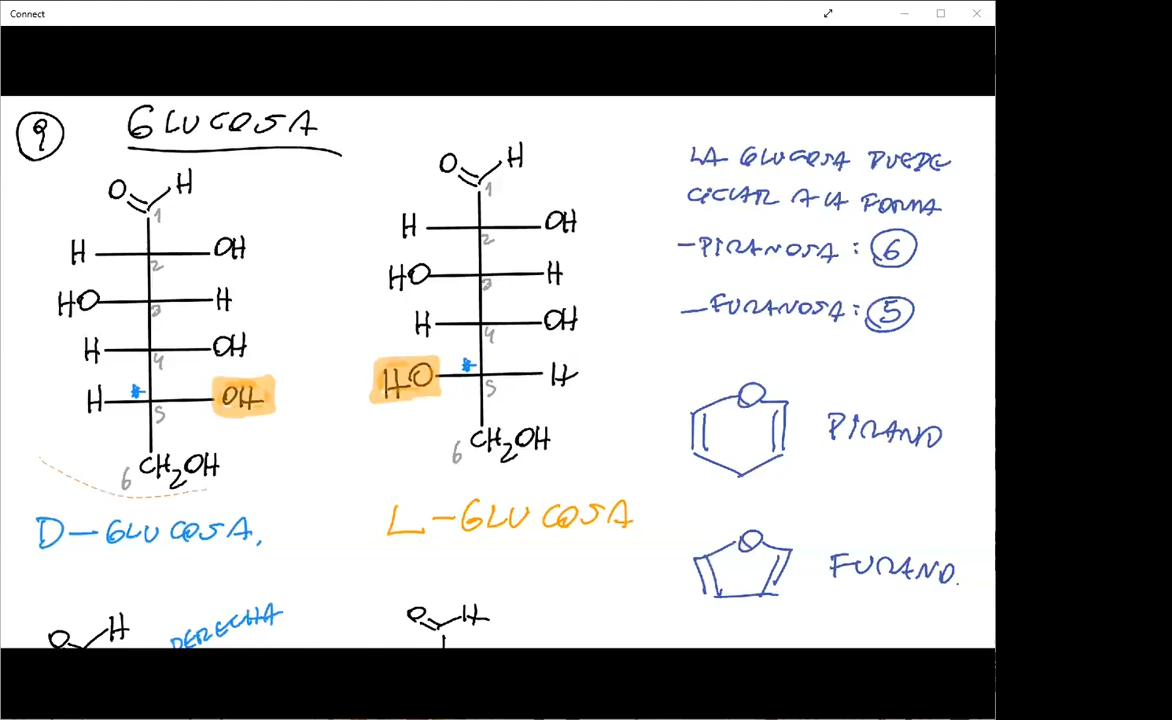 Connect
9 GLUCOSA
O H
1
H OH
2
HO H
3
H OH
4
H * OH
5
CH2OH
6
D-GLUCOSA.
O H
1
H OH
2
HO H
3
H OH
4
HO * H
5
CH2OH
6
L-GLUCOSA
LA GLUCOSA PUEDE
CICLAR A LA FORMA
-PIRANOSA: 6
-FURANOSA: 5
O
PIRANO
O
FURANO.
O H
DERECHA
O H